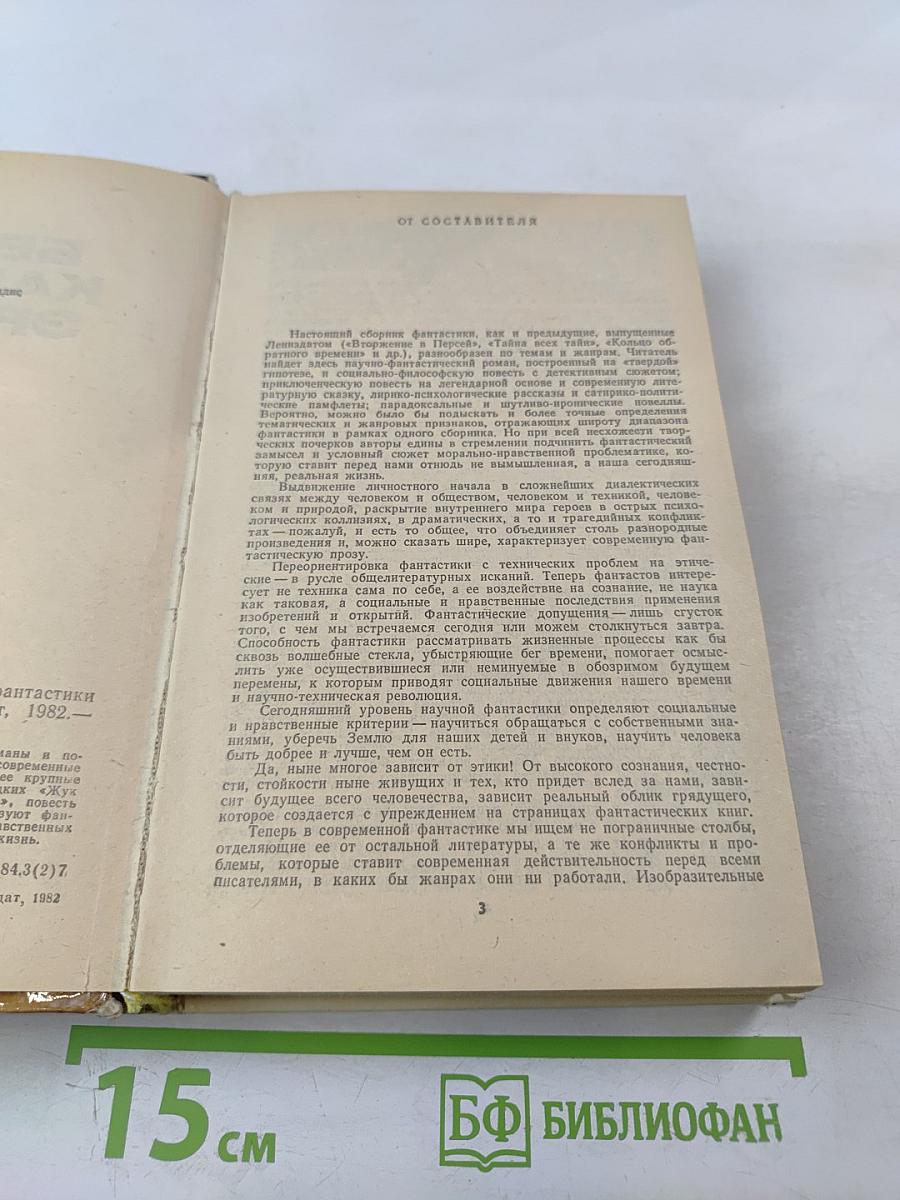 дис
фантастики
т, 1982.—
маны и по-
современные
ее крупные
цких «Жук
», повесть
зуют фан-
авственных
жизнь.
84.3(2)7
дат, 1982
ОТ СОСТАВИТЕЛЯ
Настоящий сборник фантастики, как и предыдущие, выпущенные
Лениздатом («Вторжение в Персей», «Тайна всех тайн», «Кольцо об-
ратного времени» и др.), разнообразен по темам и жанрам. Читатель
найдет здесь научно-фантастический роман, построенный на «твердой»
гипотезе, и социально-философскую повесть с детективным сюжетом;
приключенческую повесть на легендарной основе и современную лите-
ратурную сказку, лирико-психологические рассказы и сатирико-полити-
ческие памфлеты; парадоксальные и шутливо-иронические новеллы.
Вероятно, можно было бы подыскать и более точные определения
тематических и жанровых признаков, отражающих широту диапазона
фантастики в рамках одного сборника. Но при всей несхожести твор-
ческих почерков авторы едины в стремлении подчинить фантастический
замысел и условный сюжет морально-нравственной проблематике, ко-
торую ставит перед нами отнюдь не вымышленная, а наша сегодняш-
няя, реальная жизнь.
Выдвижение личностного начала в сложнейших диалектических
связях между человеком и обществом, человеком и техникой, челове-
ком и природой, раскрытие внутреннего мира героев в острых психо-
логических коллизиях, в драматических, а то и трагедийных конфлик-
тах — пожалуй, и есть то общее, что объединяет столь разнородные
произведения и, можно сказать шире, характеризует современную фан-
тастическую прозу.
Переориентировка фантастики с технических проблем на этиче-
ские — в русле общелитературных исканий. Теперь фантастов интере-
сует не техника сама по себе, а ее воздействие на сознание, не наука
как таковая, а социальные и нравственные последствия применения
изобретений и открытий. Фантастические допущения — лишь сгусток
того, с чем мы встречаемся сегодня или можем столкнуться завтра.
Способность фантастики рассматривать жизненные процессы как бы
сквозь волшебные стекла, убыстряющие бег времени, помогает осмыс-
лить уже осуществившиеся или неминуемые в обозримом будущем
перемены, к которым приводят социальные движения нашего времени
и научно-техническая революция.
Сегодняшний уровень научной фантастики определяют социальные
и нравственные критерии — научиться обращаться с собственными зна-
ниями, уберечь Землю для наших детей и внуков, научить человека
быть добрее и лучше, чем он есть.
Да, ныне многое зависит от этики! От высокого сознания, честно-
сти, стойкости ныне живущих и тех, кто придет вслед за нами, зави-
сит будущее всего человечества, зависит реальный облик грядущего,
которое создается с упреждением на страницах фантастических книг.
Теперь в современной фантастике мы ищем не пограничные столбы,
отделяющие ее от остальной литературы, а те же конфликты и про-
блемы, которые ставит современная действительность перед всеми
писателями, в каких бы жанрах они ни работали. Изобразительные
3
15 см
БФ БИБЛИОФАН